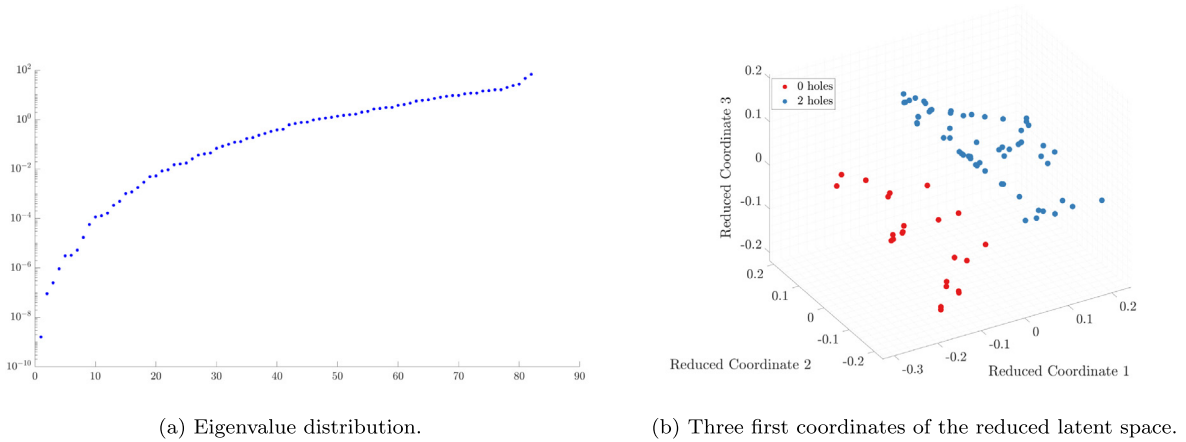 10^2
10^0
10^-2
10^-4
10^-6
10^-8
10^-10
0 10 20 30 40 50 60 70 80 90
(a) Eigenvalue distribution.
0 holes
2 holes
Reduced Coordinate 3
0.2
0.1
0
-0.1
-0.2
0.2
0.1
0
-0.1
-0.2
Reduced Coordinate 2
-0.3
-0.2
-0.1
0
0.1
0.2
Reduced Coordinate 1
(b) Three first coordinates of the reduced latent space.